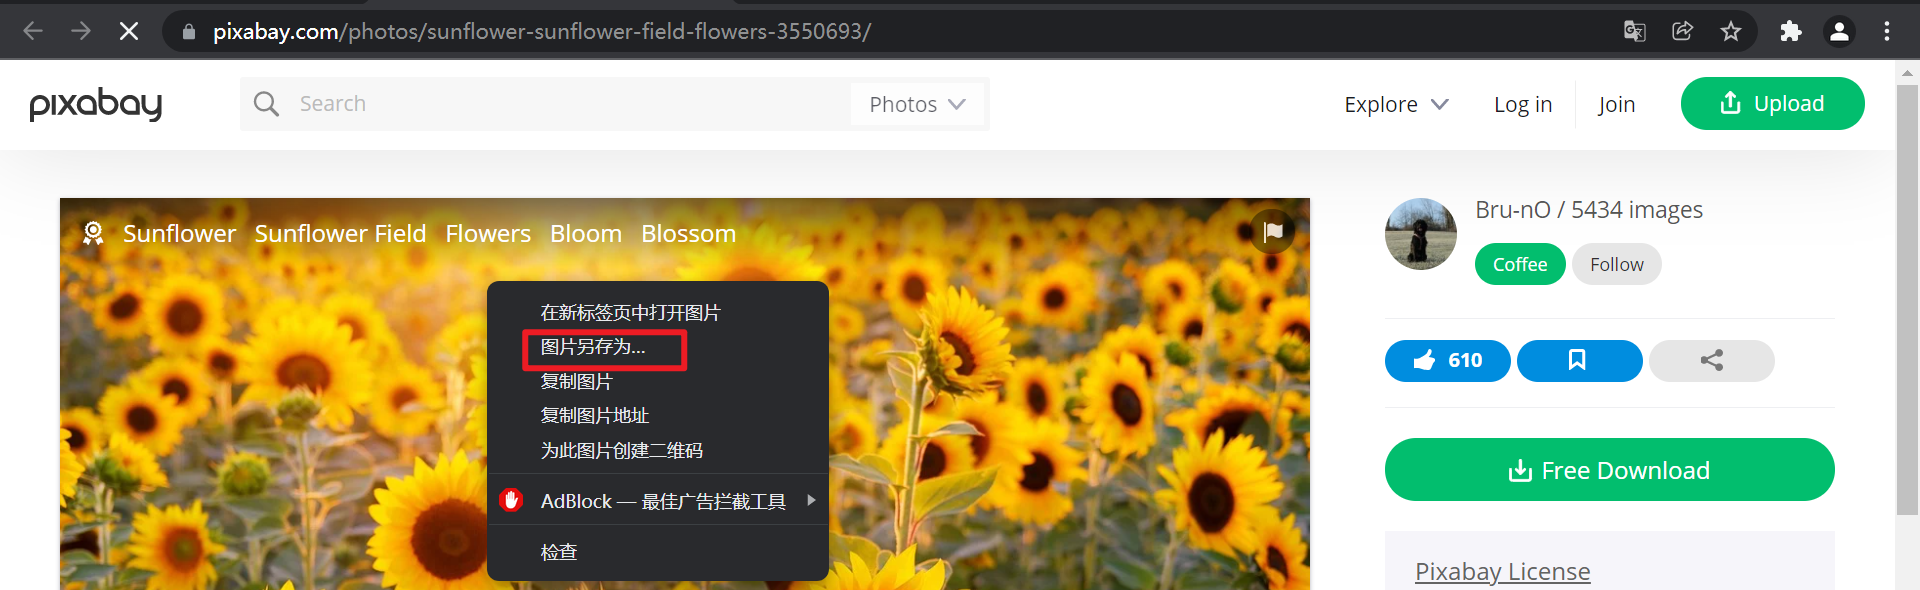 pixabay.com/photos/sunflower-sunflower-field-flowers-3550693/
pixabay
Search
Photos
Explore
Log in
Join
Upload
Sunflower Sunflower Field Flowers Bloom Blossom
Bru-nO / 5434 images
Coffee
Follow
在新标签页中打开图片
图片另存为...
复制图片
复制图片地址
为此图片创建二维码
AdBlock — 最佳广告拦截工具
检查
610
Free Download
Pixabay License